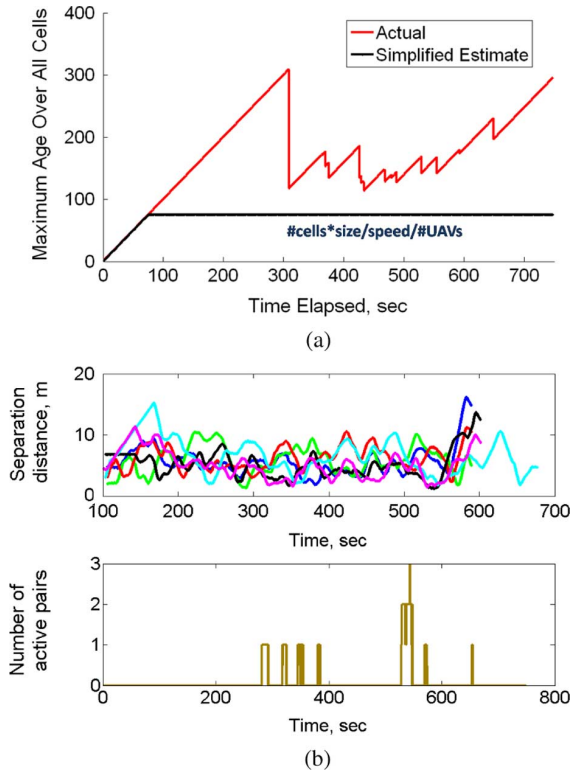 Maximum Age Over All Cells
400
300
200
100
0
Actual
Simplified Estimate
#cells*size/speed/#UAVs
0 100 200 300 400 500 600 700
Time Elapsed, sec
(a)
Separation
distance, m
20
10
0
100 200 300 400 500 600 700
Time, sec
Number of
active pairs
3
2
1
0
0 200 400 600 800
Time, sec
(b)